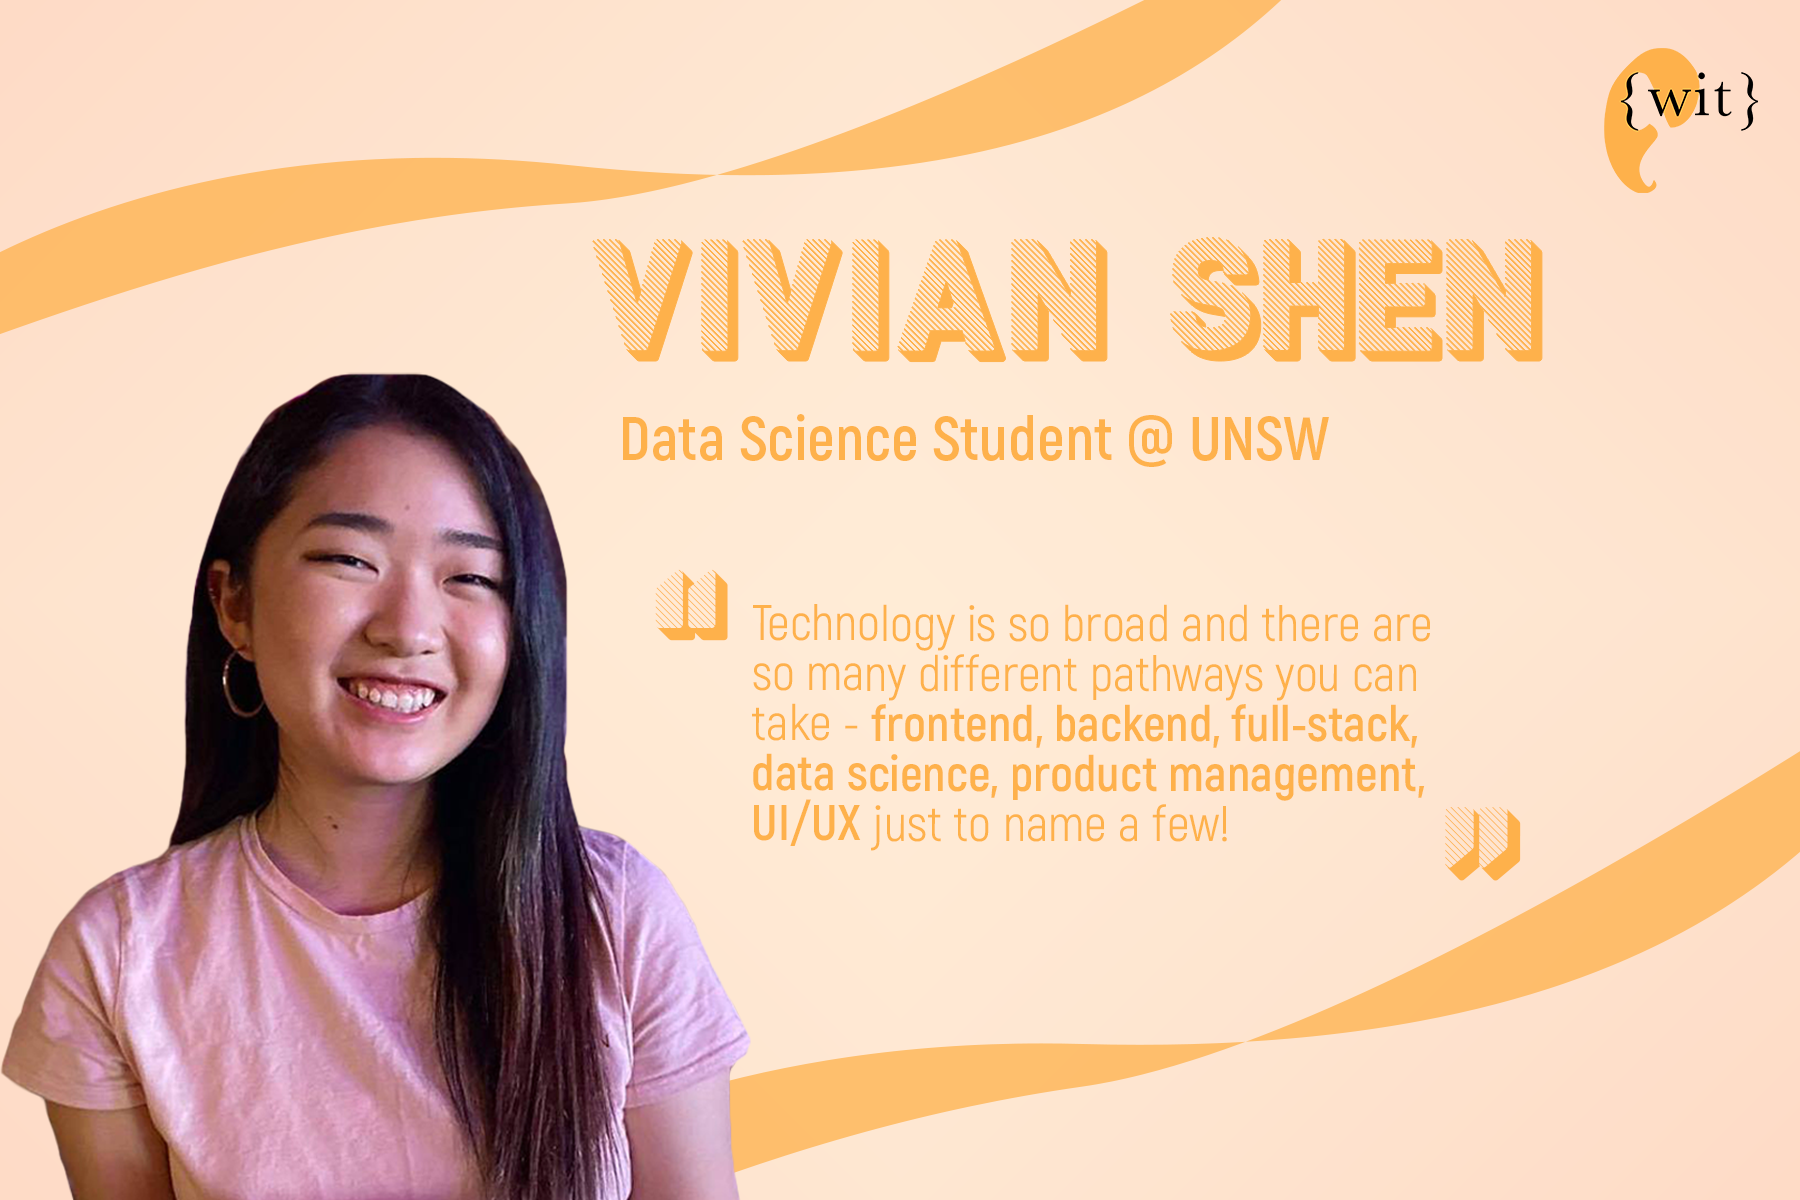 {wit}
VIVIAN SHEN
Data Science Student @ UNSW
“Technology is so broad and there are
so many different pathways you can
take - frontend, backend, full-stack,
data science, product management,
UI/UX just to name a few!”